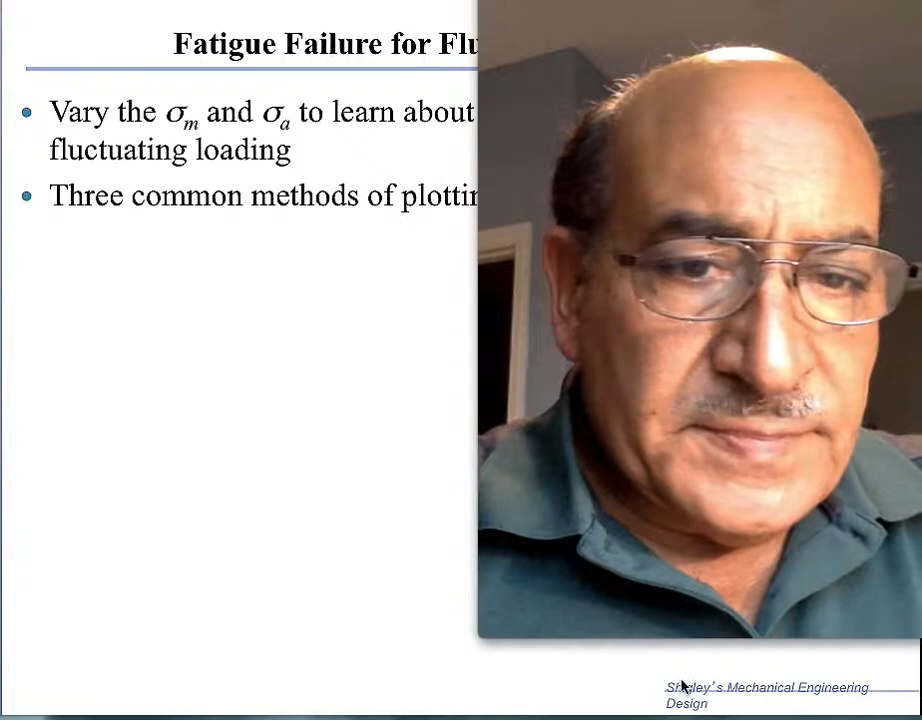 Fatigue Failure for Flu
• Vary the σm and σa to learn about
fluctuating loading
• Three common methods of plottin
Shigley's Mechanical Engineering
Design